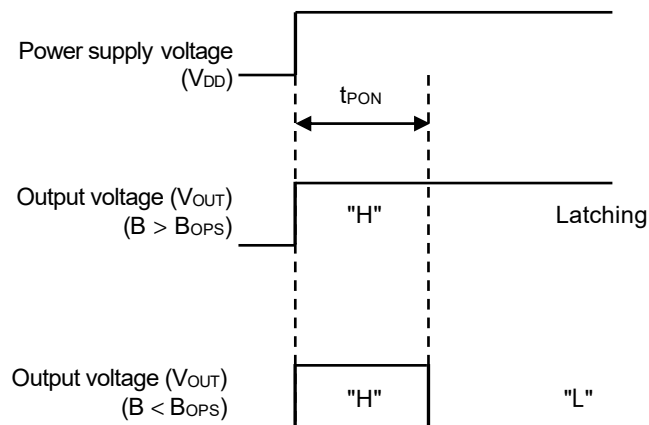 Power supply voltage
(VDD)
tPON
Output voltage (VOUT)
(B > BOPS)
"H"
Latching
Output voltage (VOUT)
(B < BOPS)
"H"
"L"